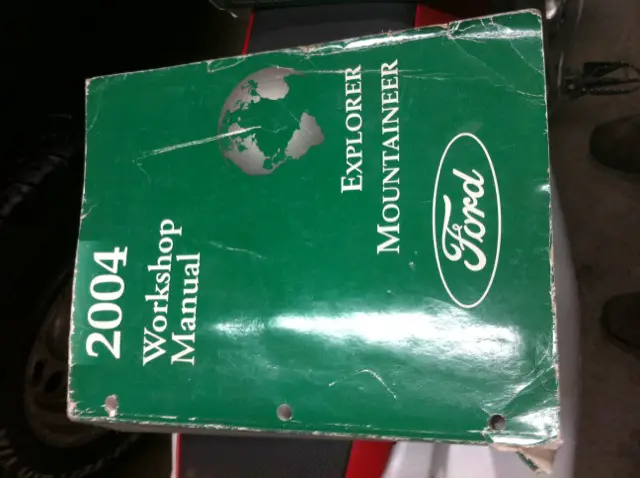 2004
Workshop
Manual
EXPLORER
MOUNTAINEER
Ford